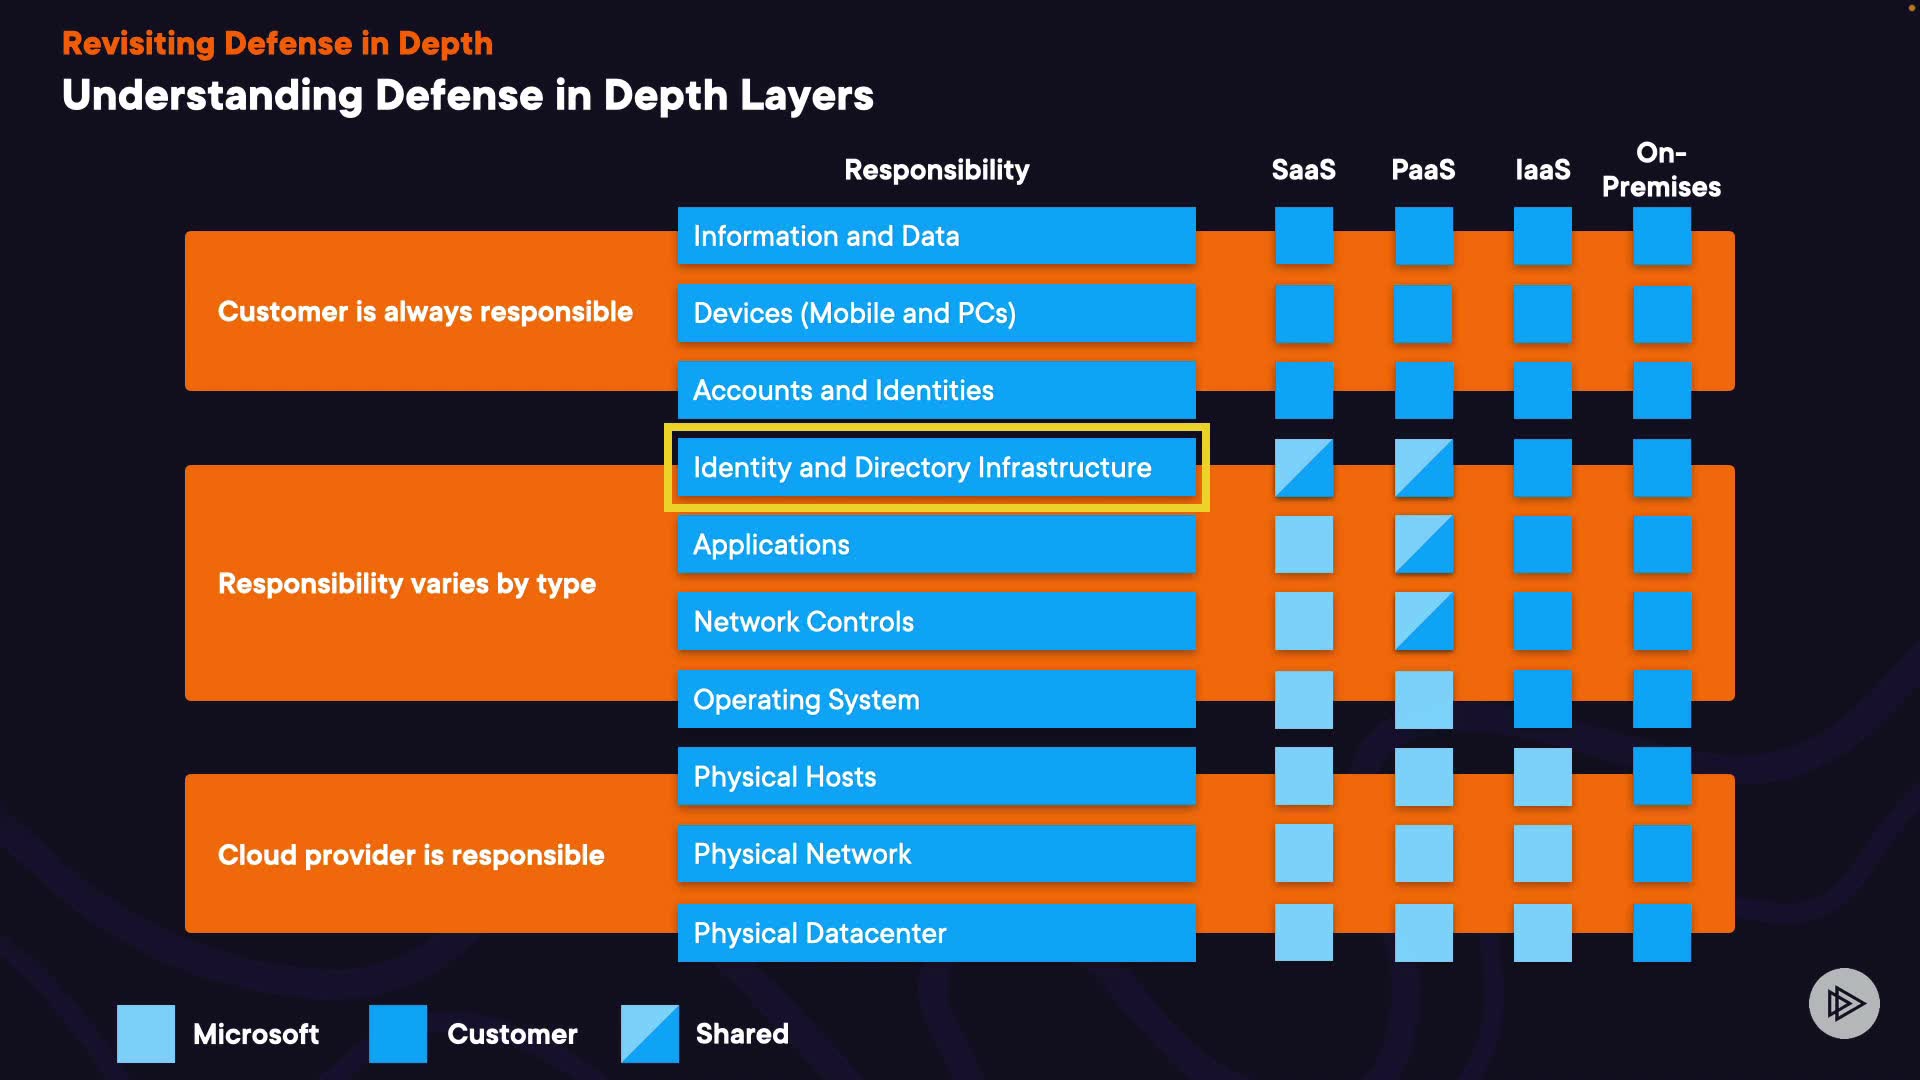 Revisiting Defense in Depth
Understanding Defense in Depth Layers
Responsibility
SaaS
PaaS
IaaS
On-
Premises
Customer is always responsible
Information and Data
Devices (Mobile and PCs)
Accounts and Identities
Responsibility varies by type
Identity and Directory Infrastructure
Applications
Network Controls
Operating System
Cloud provider is responsible
Physical Hosts
Physical Network
Physical Datacenter
Microsoft
Customer
Shared